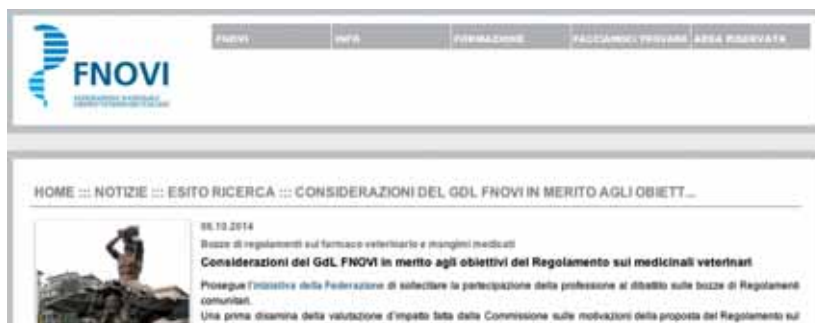 FNOVI INFO FORMAZIONE FACCIAMOCI TROVARE AREA RISERVATA
FNOVI
HOME ::: NOTIZIE ::: ESITO RICERCA ::: CONSIDERAZIONI DEL GDL FNOVI IN MERITO AGLI OBIETT...
06.10.2014
Bozze di regolamenti sul farmaco veterinario e mangimi medicati
Considerazioni del GdL FNOVI in merito agli obiettivi del Regolamento sui medicinali veterinari
Prosegue l'iniziativa della Federazione di sollecitare la partecipazione della professione al dibattito sulle bozze di Regolamenti
comunitari.
Una prima disamina della valutazione d'impatto fatta dalla Commissione sulle motivazioni della proposta del Regolamento sui